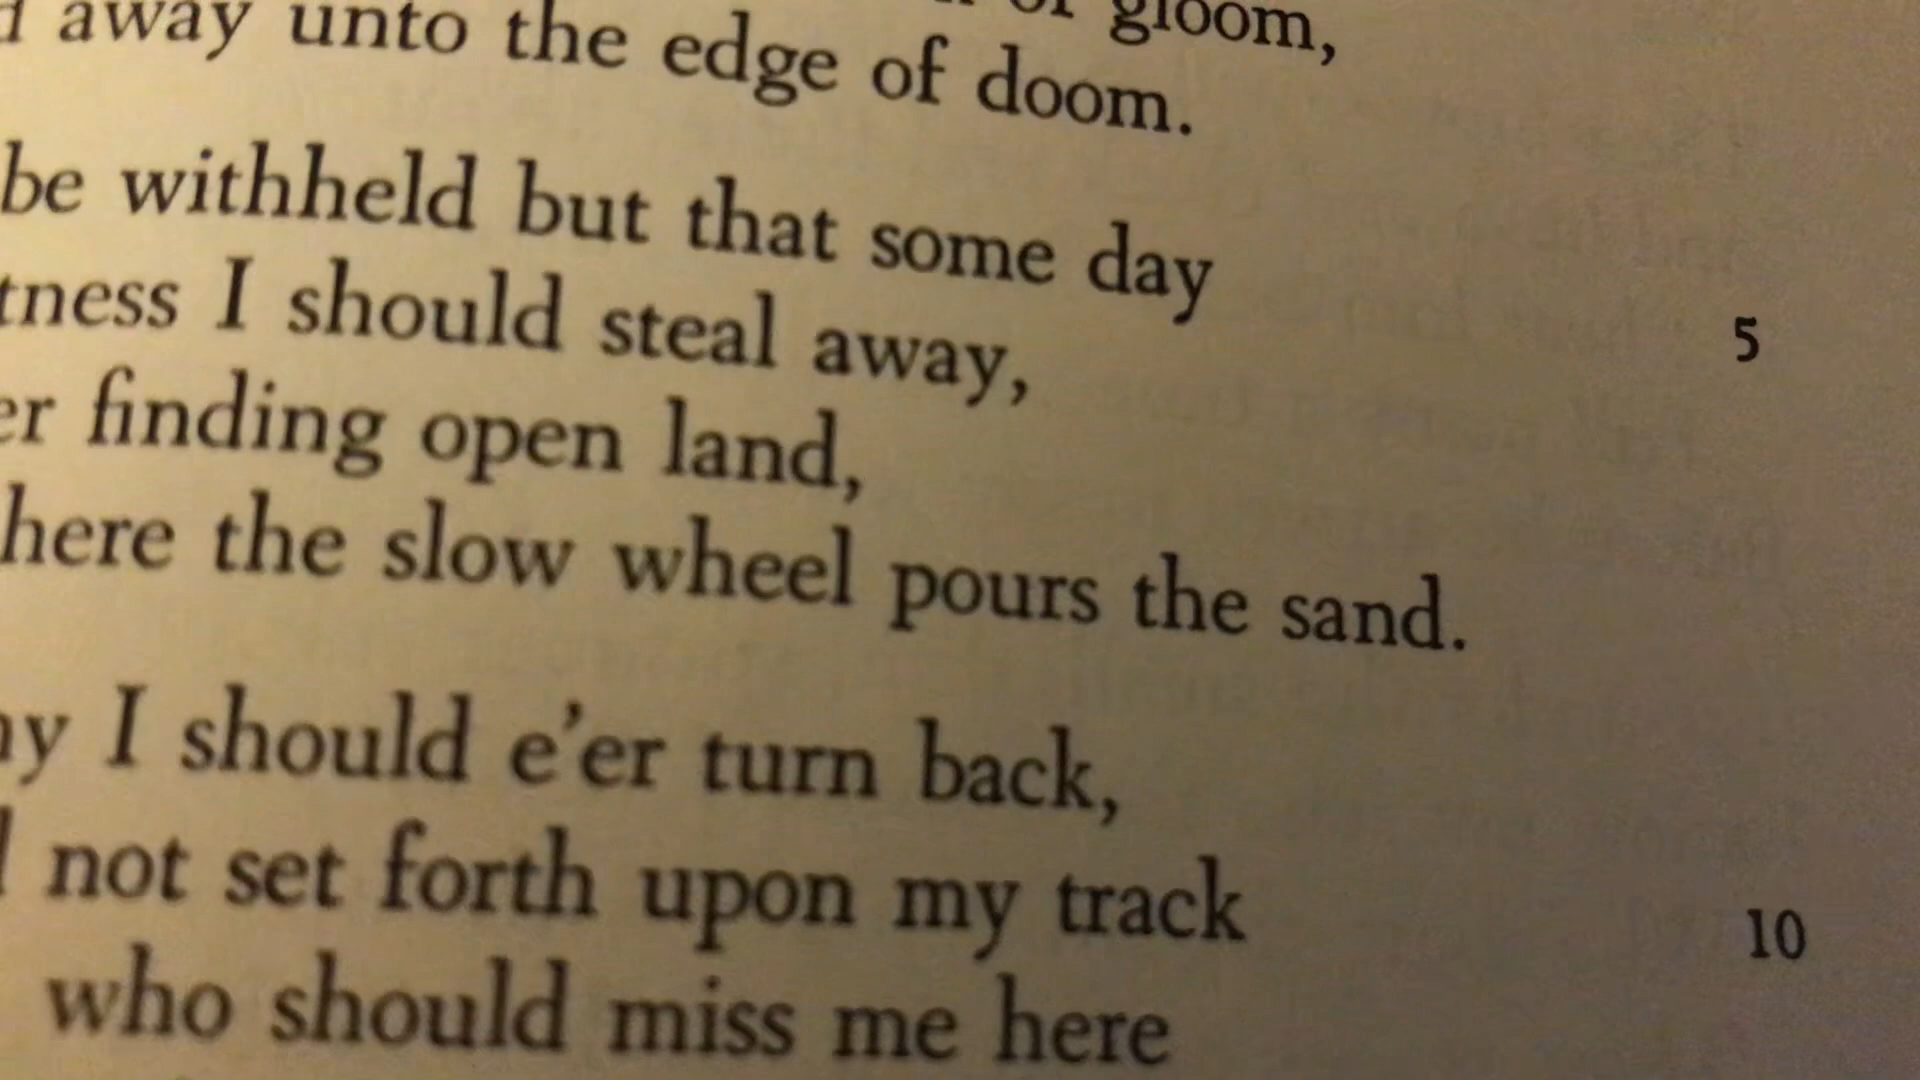 gloom,
away unto the edge of doom.
be withheld but that some day
tness I should steal away,
5
er finding open land,
here the slow wheel pours the sand.
y I should e'er turn back,
not set forth upon my track
10
who should miss me here